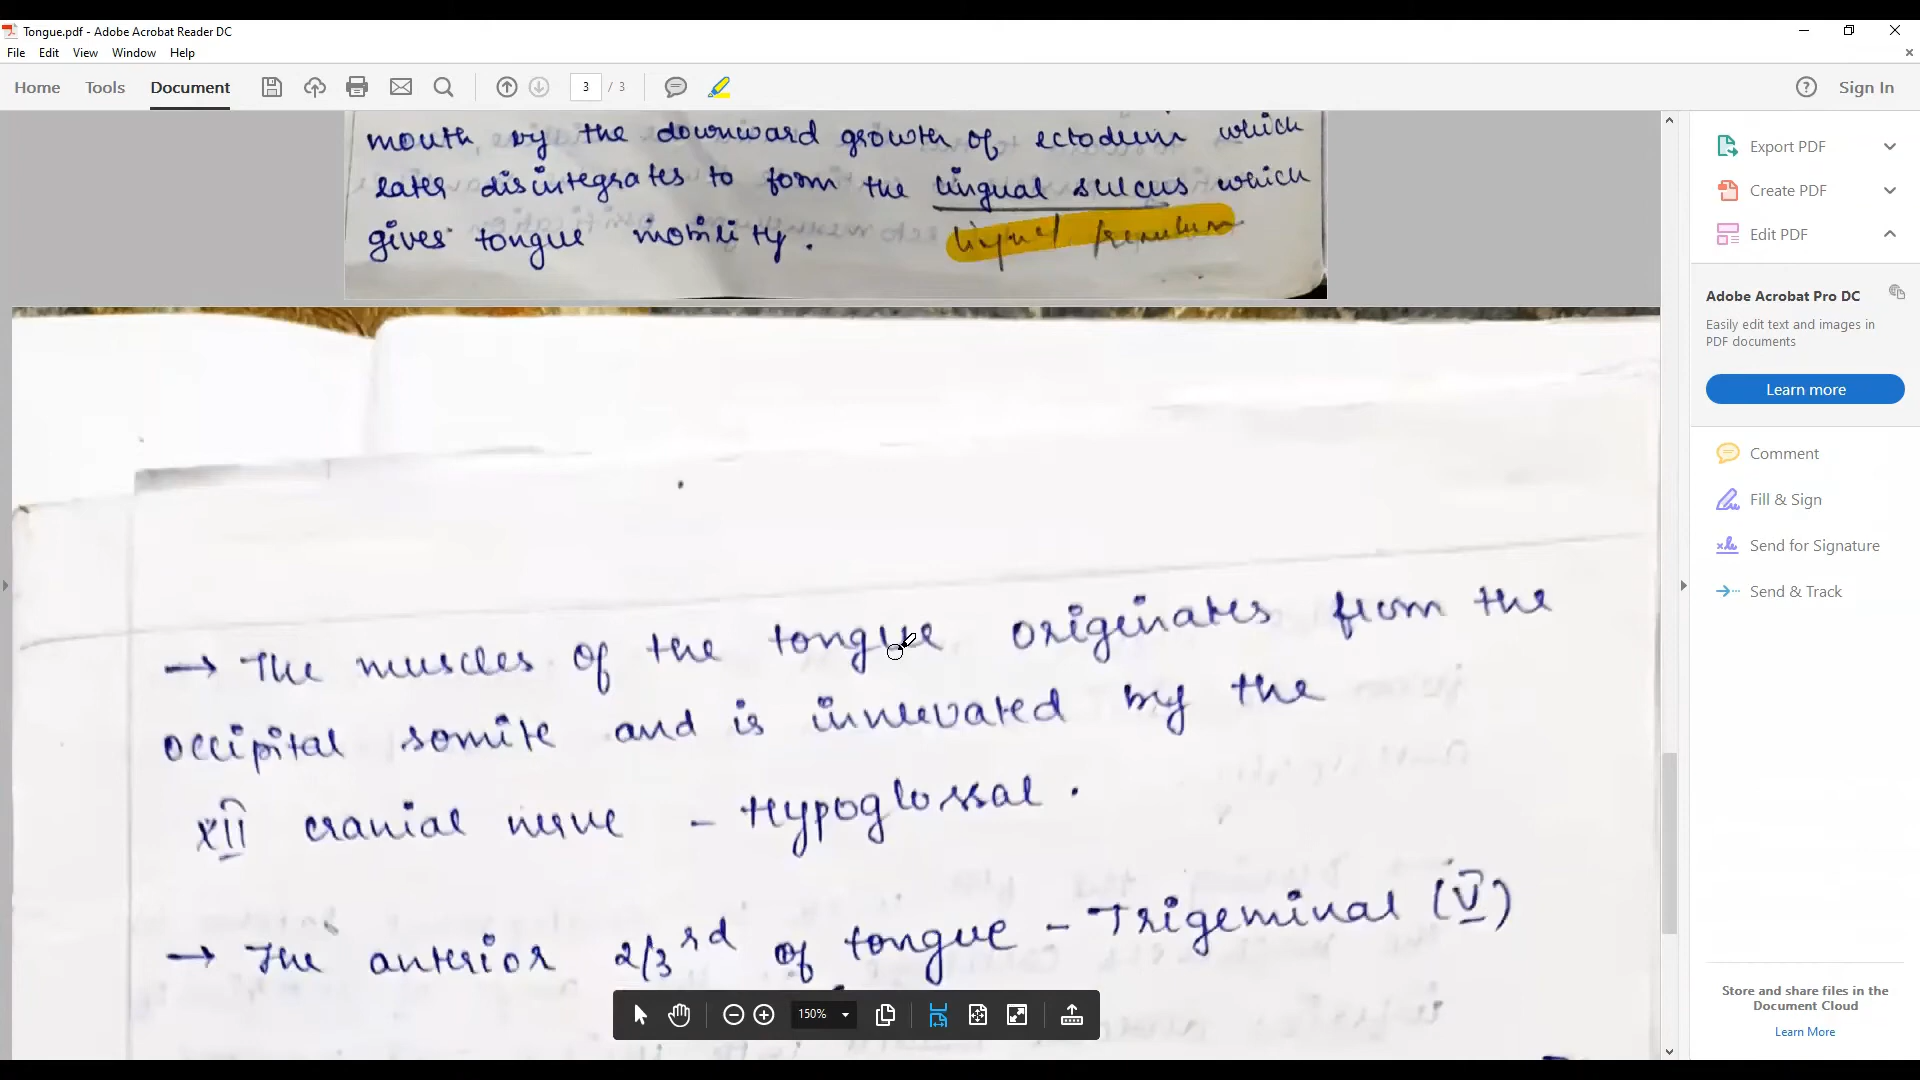 Tongue.pdf - Adobe Acrobat Reader DC
File Edit View Window Help
Home Tools Document 3 / 3 Sign In
mouth by the downward growth of ectoderm which
later disintegrates to form the lingual sulcus which
gives tongue mobility.
lingual frenulum
→ The muscles of the tongue originates from the
occipital somite and is innervated by the
XII cranial nerve - Hypoglossal.
→ The anterior 2/3rd of tongue - Trigeminal (V)
150%
Export PDF
Create PDF
Edit PDF
Adobe Acrobat Pro DC
Easily edit text and images in
PDF documents
Learn more
Comment
Fill & Sign
Send for Signature
Send & Track
Store and share files in the
Document Cloud
Learn More